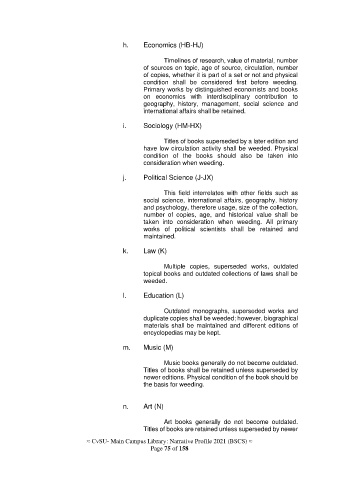 h. Economics (HB-HJ)
Timelines of research, value of material, number
of sources on topic, age of source, circulation, number
of copies, whether it is part of a set or not and physical
condition shall be considered first before weeding.
Primary works by distinguished economists and books
on economics with interdisciplinary contribution to
geography, history, management, social science and
international affairs shall be retained.
i. Sociology (HM-HX)
Titles of books superseded by a later edition and
have low circulation activity shall be weeded. Physical
condition of the books should also be taken into
consideration when weeding.
j. Political Science (J-JX)
This field interrelates with other fields such as
social science, international affairs, geography, history
and psychology, therefore usage, size of the collection,
number of copies, age, and historical value shall be
taken into consideration when weeding. All primary
works of political scientists shall be retained and
maintained.
k. Law (K)
Multiple copies, superseded works, outdated
topical books and outdated collections of laws shall be
weeded.
l. Education (L)
Outdated monographs, superseded works and
duplicate copies shall be weeded; however, biographical
materials shall be maintained and different editions of
encyclopedias may be kept.
m. Music (M)
Music books generally do not become outdated.
Titles of books shall be retained unless superseded by
newer editions. Physical condition of the book should be
the basis for weeding.
n. Art (N)
Art books generally do not become outdated.
Titles of books are retained unless superseded by newer
= CvSU- Main Campus Library: Narrative Profile 2021 (BSCS) =
Page 75 of 158